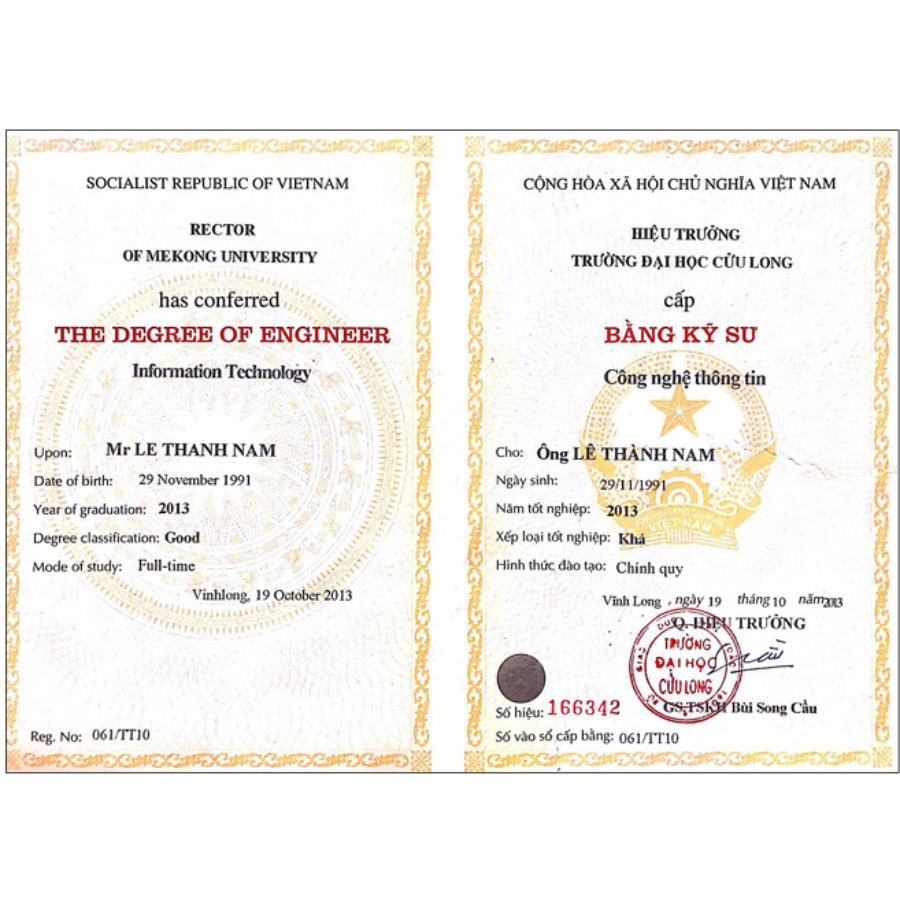 SOCIALIST REPUBLIC OF VIETNAM
RECTOR
OF MEKONG UNIVERSITY
has conferred
THE DEGREE OF ENGINEER
Information Technology
Upon: Mr LE THANH NAM
Date of birth: 29 November 1991
Year of graduation: 2013
Degree classification: Good
Mode of study: Full-time
Vinhlong, 19 October 2013
Reg. No: 061/TT10
CỘNG HÒA XÃ HỘI CHỦ NGHĨA VIỆT NAM
HIỆU TRƯỞNG
TRƯỜNG ĐẠI HỌC CỬU LONG
cấp
BẰNG KỸ SƯ
Công nghệ thông tin
Cho: Ông LÊ THÀNH NAM
Ngày sinh: 29/11/1991
Năm tốt nghiệp: 2013
VIỆT NAM
Xếp loại tốt nghiệp: Khá
Hình thức đào tạo: Chính quy
Vĩnh Long , ngày 19 tháng 10 năm 2013
Q. HIỆU TRƯỞNG
TRƯỜNG
ĐẠI HỌC
CỬU LONG
GS,TSKH Bùi Song Cầu
Số hiệu: 166342
Số vào sổ cấp bằng: 061/TT10